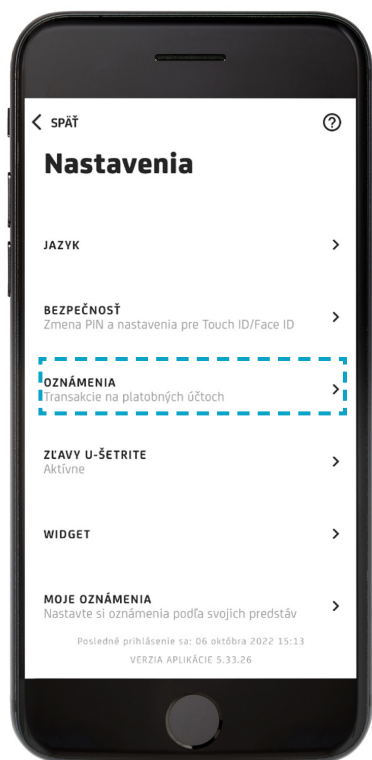 SPÄŤ
Nastavenia
JAZYK
BEZPEČNOSŤ
Zmena PIN a nastavenia pre Touch ID/Face ID
OZNÁMENIA
Transakcie na platobných účtoch
ZĽAVY U-ŠETRITE
Aktívne
WIDGET
MOJE OZNÁMENIA
Nastavte si oznámenia podľa svojich predstáv
Posledné prihlásenie sa: 06 októbra 2022 15:13
VERZIA APLIKÁCIE 5.33.26